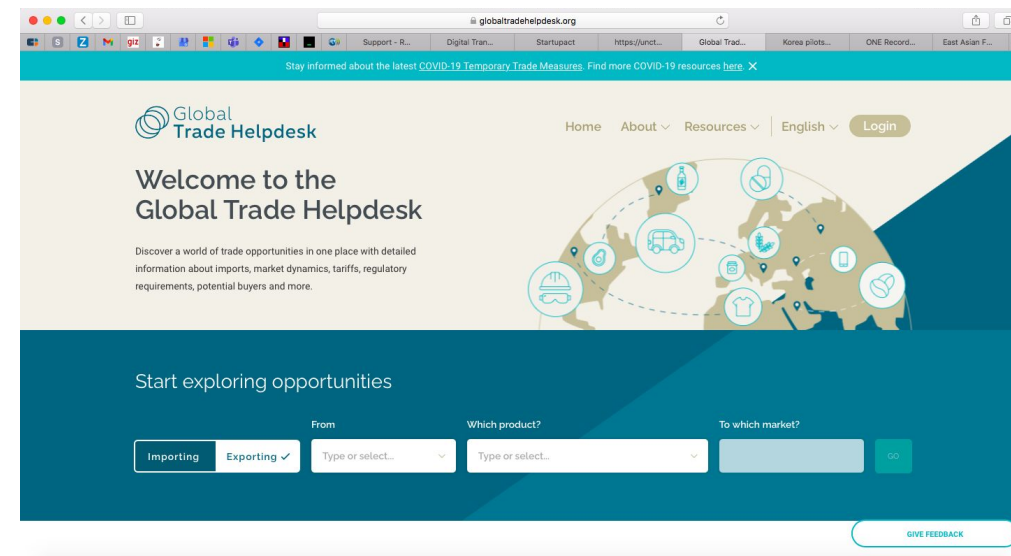 globaltradehelpdesk.org
giz
Support - R...
Digital Tran...
Startupact
https://unct...
Global Trad...
Korea pilots...
ONE Record...
East Asian F...
Stay informed about the latest COVID-19 Temporary Trade Measures. Find more COVID-19 resources here. X
Global
Trade Helpdesk
Home About Resources English Login
Welcome to the
Global Trade Helpdesk
Discover a world of trade opportunities in one place with detailed
information about imports, market dynamics, tariffs, regulatory
requirements, potential buyers and more.
Start exploring opportunities
From Which product? To which market?
Importing Exporting ✓ Type or select... Type or select... GO
GIVE FEEDBACK